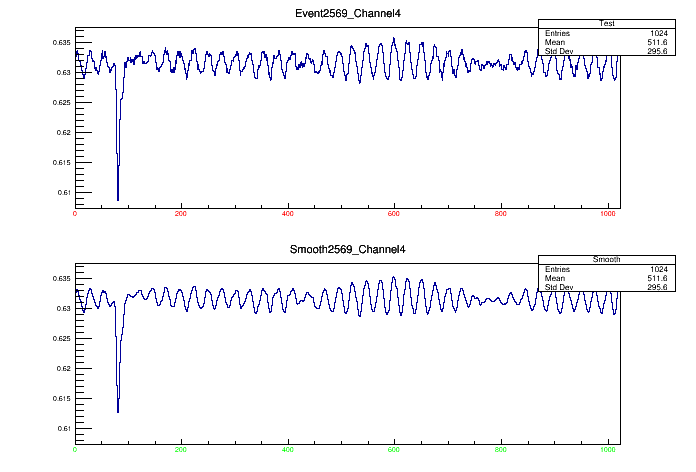 Event2569_Channel4
Test
Entries 1024
Mean 511.6
Std Dev 295.6
0.635
0.63
0.625
0.62
0.615
0.61
0 200 400 600 800 1000
Smooth2569_Channel4
Smooth
Entries 1024
Mean 511.6
Std Dev 295.6
0.635
0.63
0.625
0.62
0.615
0.61
0 200 400 600 800 1000